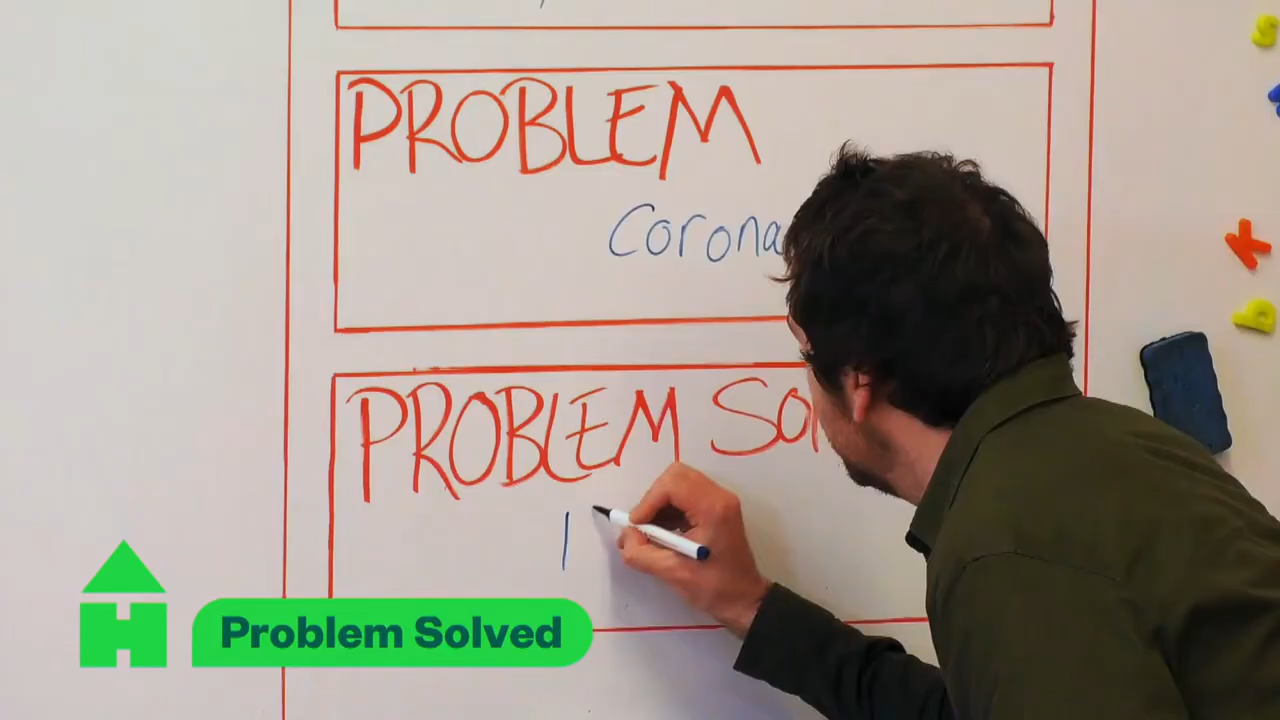 PROBLEM
Corona
PROBLEM SO
Problem Solved
S
K
P